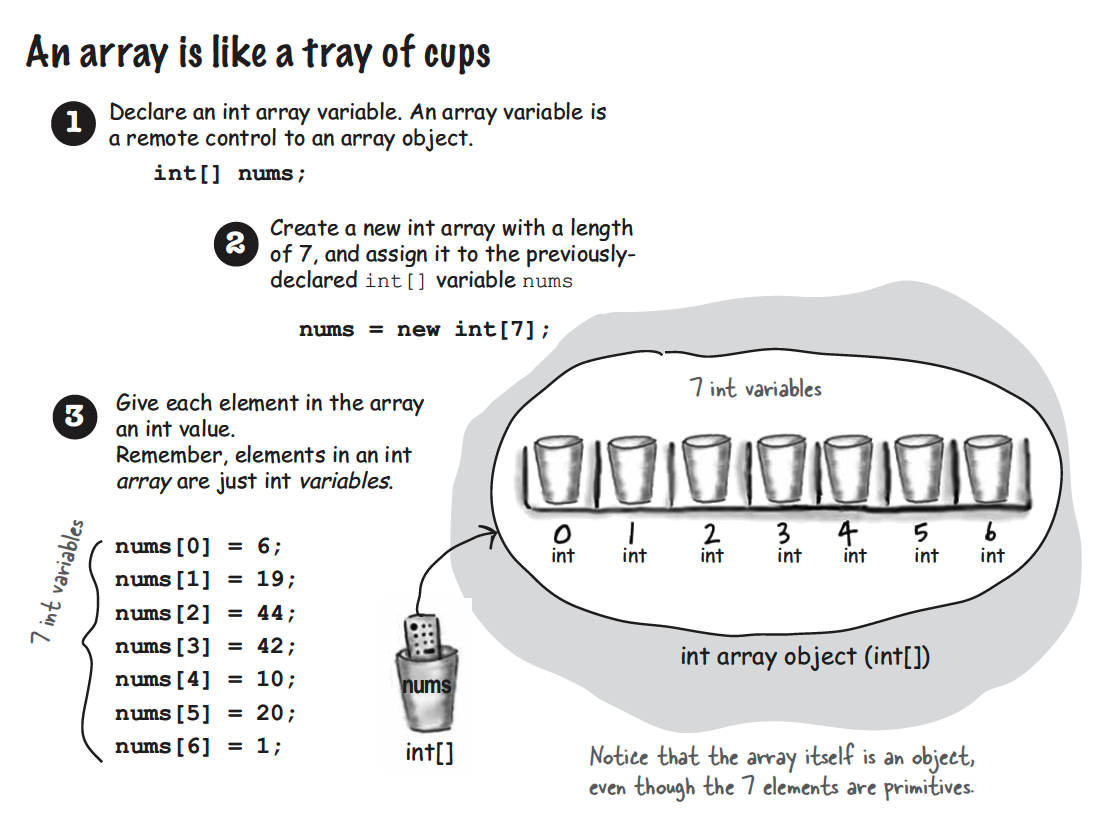 An array is like a tray of cups
1
Declare an int array variable. An array variable is
a remote control to an array object.
int[] nums;
2
Create a new int array with a length
of 7, and assign it to the previously-
declared int[] variable nums
nums = new int[7];
3
Give each element in the array
an int value.
Remember, elements in an int
array are just int variables.
7 int variables
nums[0] = 6;
nums[1] = 19;
nums[2] = 44;
nums[3] = 42;
nums[4] = 10;
nums[5] = 20;
nums[6] = 1;
nums
int[]
7 int variables
0 1 2 3 4 5 6
int int int int int int int
int array object (int[])
Notice that the array itself is an object,
even though the 7 elements are primitives.